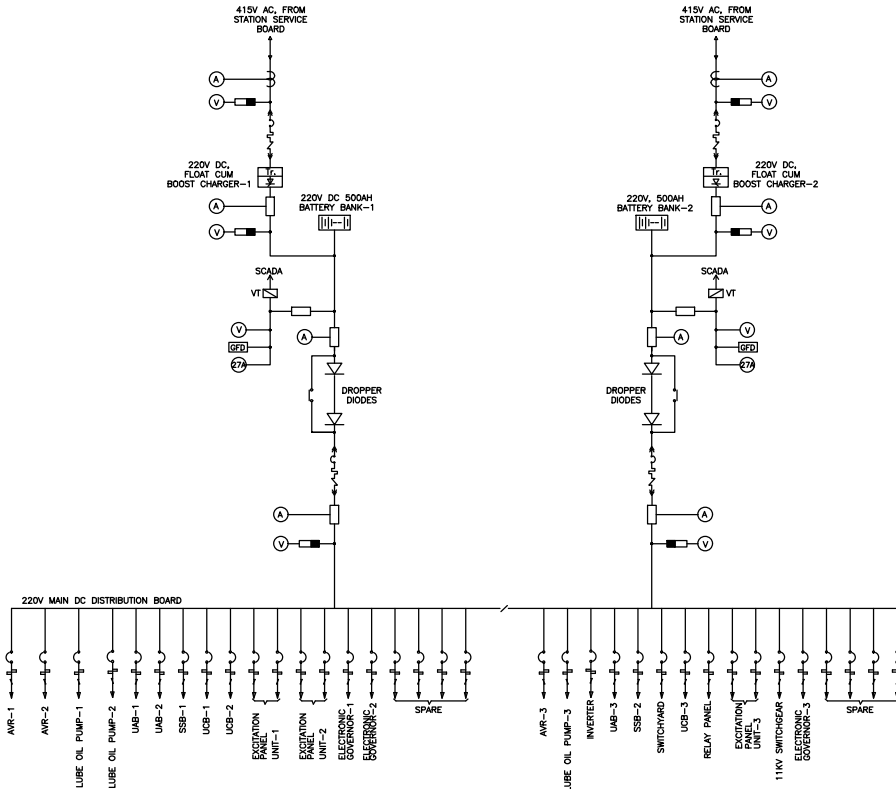 415V AC, FROM
STATION SERVICE
BOARD
415V AC, FROM
STATION SERVICE
BOARD
A
A
V
V
220V DC,
FLOAT CUM
BOOST CHARGER-1
Tr.
Tr.
220V DC,
FLOAT CUM
BOOST CHARGER-2
A
220V DC 500AH
BATTERY BANK-1
220V, 500AH
BATTERY BANK-2
A
V
V
SCADA
SCADA
VT
VT
V
A
A
V
GFD
GFD
27A
27A
DROPPER
DIODES
DROPPER
DIODES
A
A
V
V
220V MAIN DC DISTRIBUTION BOARD
AVR-1
AVR-2
LUBE OIL PUMP-1
LUBE OIL PUMP-2
UAB-1
UAB-2
SSB-1
UCB-1
UCB-2
EXCITATION
PANEL
UNIT-1
EXCITATION
PANEL
UNIT-2
ELECTRONIC
GOVERNOR-1
ELECTRONIC
GOVERNOR-2
SPARE
AVR-3
LUBE OIL PUMP-3
INVERTER
UAB-3
SSB-2
SWITCHYARD
UCB-3
RELAY PANEL
EXCITATION
PANEL
UNIT-3
11KV SWITCHGEAR
ELECTRONIC
GOVERNOR-3
SPARE